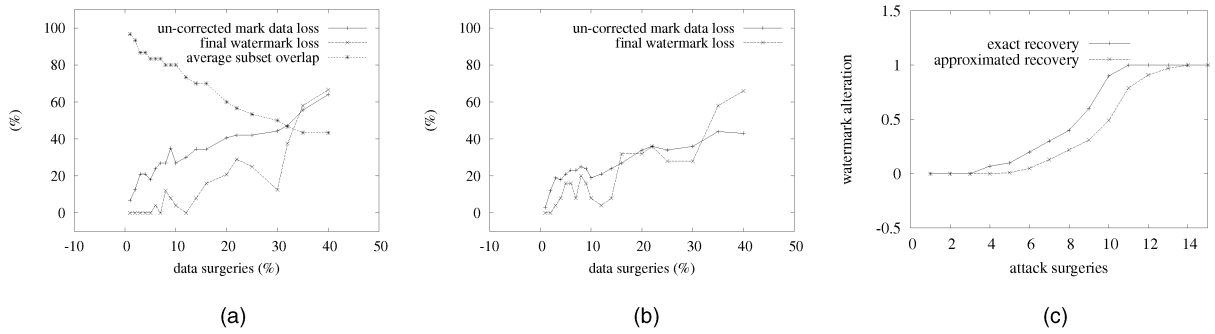 100
80
60
40
20
0
(%)
un-corrected mark data loss
final watermark loss
average subset overlap
-10 0 10 20 30 40 50
data surgeries (%)
(a)
100
80
60
40
20
0
(%)
un-corrected mark data loss
final watermark loss
-10 0 10 20 30 40 50
data surgeries (%)
(b)
1.5
1
0.5
0
-0.5
watermark alteration
exact recovery
approximated recovery
0 2 4 6 8 10 12 14
attack surgeries
(c)